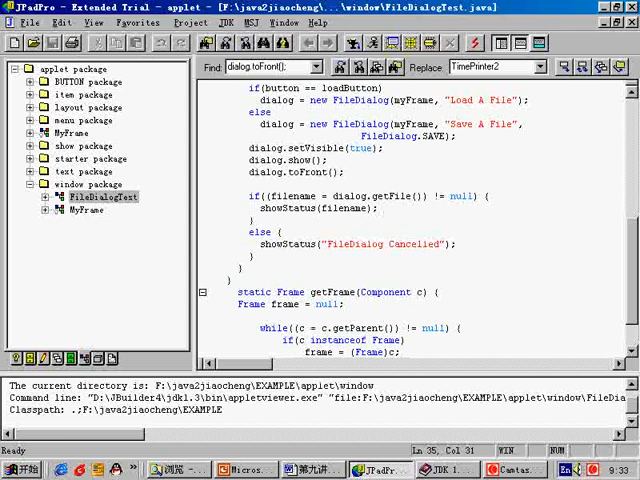 JPadPro - Extended Trial - applet - [F:\java2jiaocheng\...\window\FileDialogTest.java]
File Edit View Favorites Project JDK MSJ Window Help
Find: dialog.toFront(); Replace: TimePrinter2
applet package
BUTTON package
item package
layout package
menu package
MyFrame
show package
starter package
text package
window package
FileDialogTest
MyFrame
if(button == loadButton)
dialog = new FileDialog(myFrame, "Load A File");
else
dialog = new FileDialog(myFrame, "Save A File",
FileDialog.SAVE);
dialog.setVisible(true);
dialog.show();
dialog.toFront();
if((filename = dialog.getFile()) != null) {
showStatus(filename);
}
else {
showStatus("FileDialog Cancelled");
}
}
}
static Frame getFrame(Component c) {
Frame frame = null;
while((c = c.getParent()) != null) {
if(c instanceof Frame)
frame = (Frame)c;
The current directory is: F:\java2jiaocheng\EXAMPLE\applet\window
Command line: "D:\JBuilder4\jdk1.3\bin\appletviewer.exe" "file:F:\java2jiaocheng\EXAMPLE\applet\window\FileDia
Classpath: .;F:\java2jiaocheng\EXAMPLE
Ready Ln 35, Col 31 WIN NUM
开始 » 浏览 -... Micros... 第九讲... JPadPr... JDK 1... Camtas... En 9:33